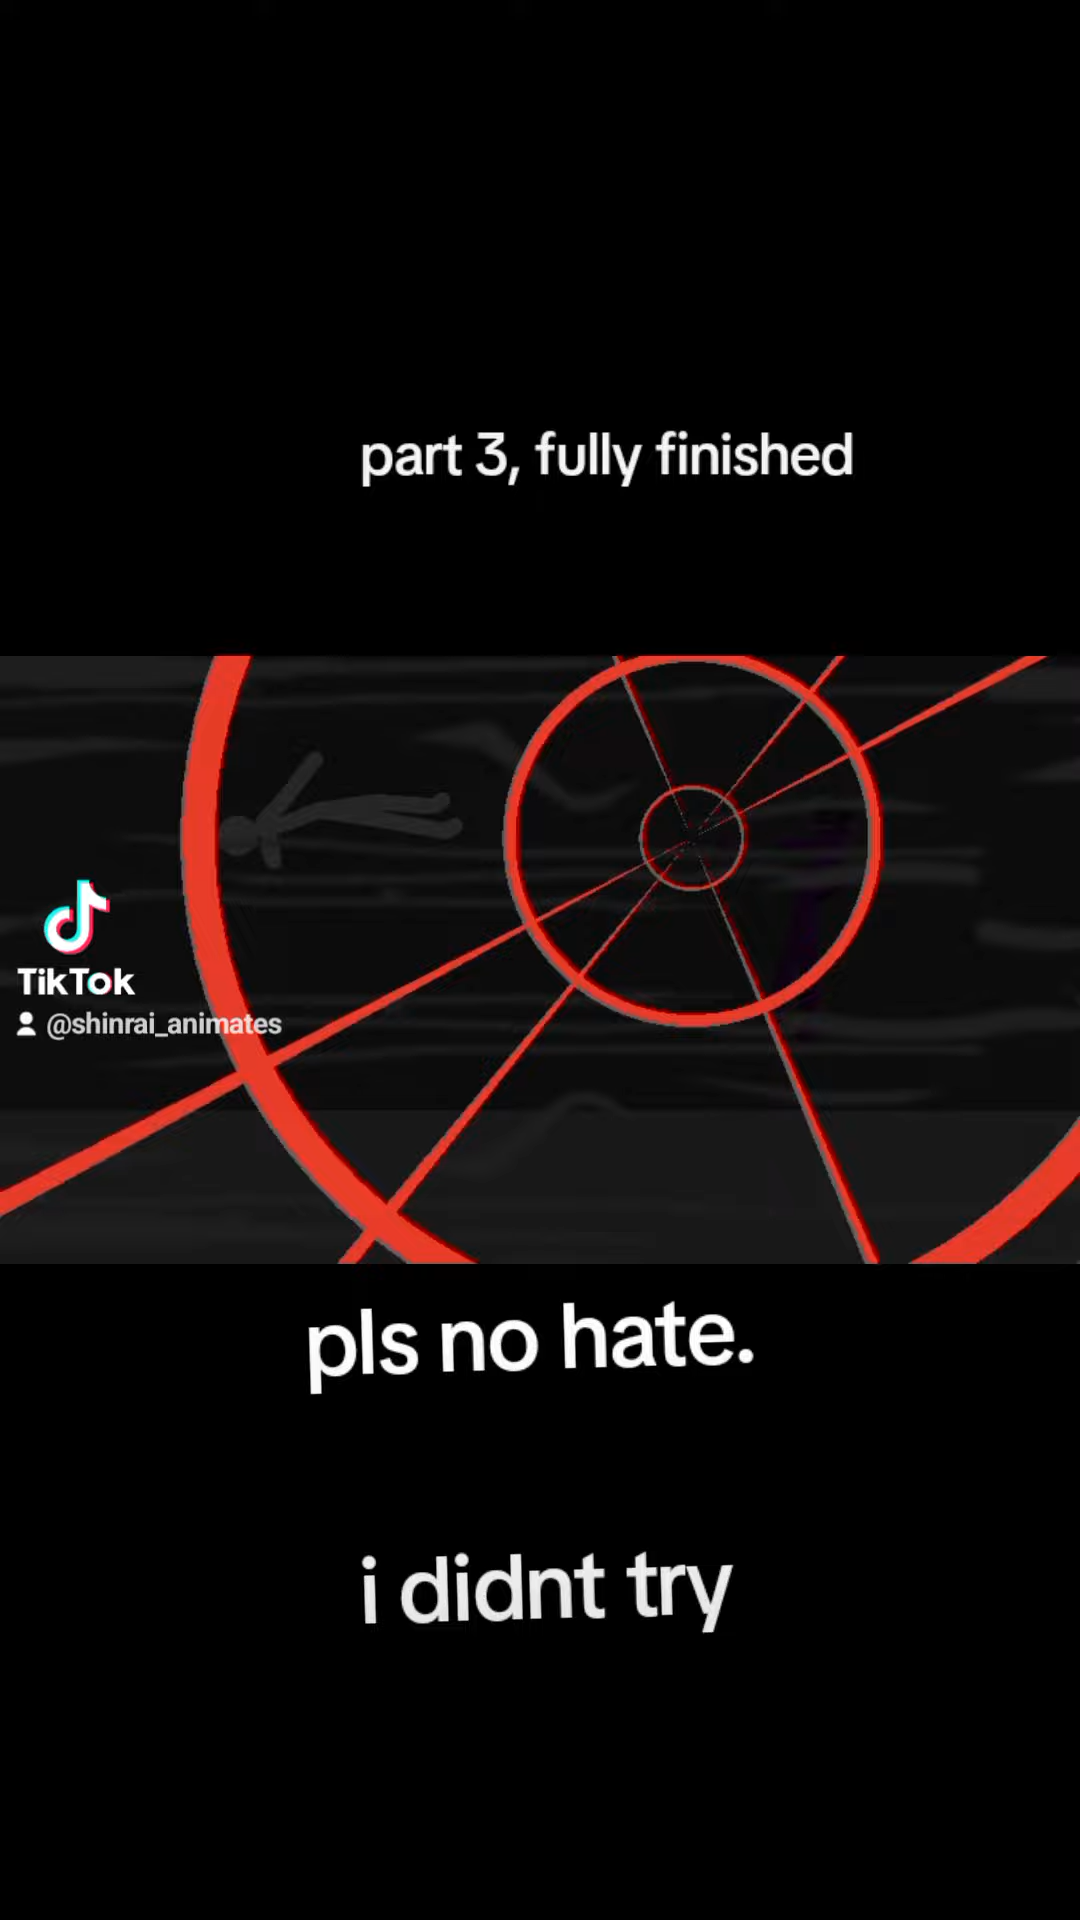 part 3, fully finished
TikTok
@shinrai_animates
pls no hate.
i didnt try